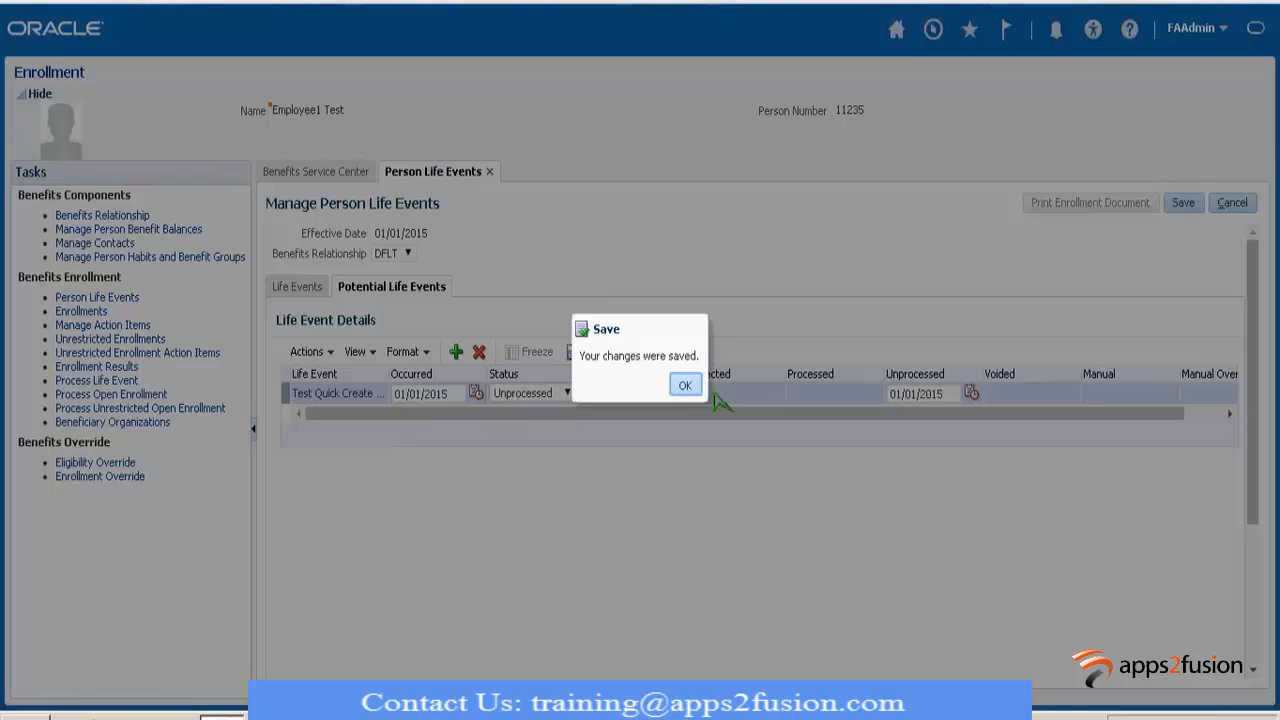 ORACLE
FAAdmin
Enrollment
Hide
Name Employee1 Test
Person Number 11235
Tasks
Benefits Components
Benefits Relationship
Manage Person Benefit Balances
Manage Contacts
Manage Person Habits and Benefit Groups
Benefits Enrollment
Person Life Events
Enrollments
Manage Action Items
Unrestricted Enrollments
Unrestricted Enrollment Action Items
Enrollment Results
Process Life Event
Process Open Enrollment
Process Unrestricted Open Enrollment
Beneficiary Organizations
Benefits Override
Eligibility Override
Enrollment Override
Benefits Service Center Person Life Events
Manage Person Life Events
Print Enrollment Document Save Cancel
Effective Date 01/01/2015
Benefits Relationship DFLT
Life Events Potential Life Events
Life Event Details
Actions View Format Freeze
Life Event Occurred Status ected Processed Unprocessed Voided Manual Manual Over
Test Quick Create ... 01/01/2015 Unprocessed 01/01/2015
Save
Your changes were saved.
OK
apps2fusion
Contact Us: training@apps2fusion.com